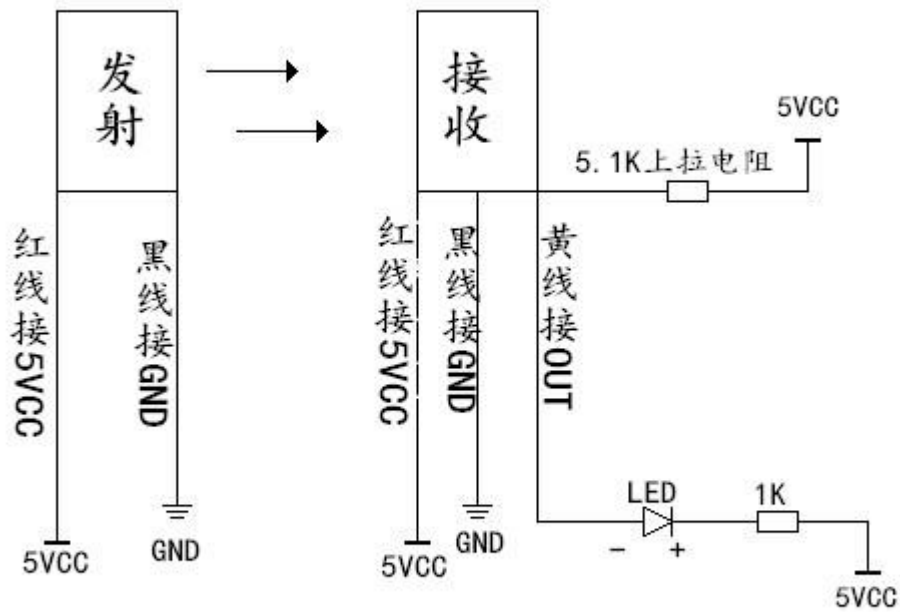 发射
接收
5VCC
5.1K上拉电阻
红线接5VCC
黑线接GND
红线接5VCC
黑线接GND
黄线接OUT
LED
1K
- +
5VCC
GND
5VCC
GND
5VCC